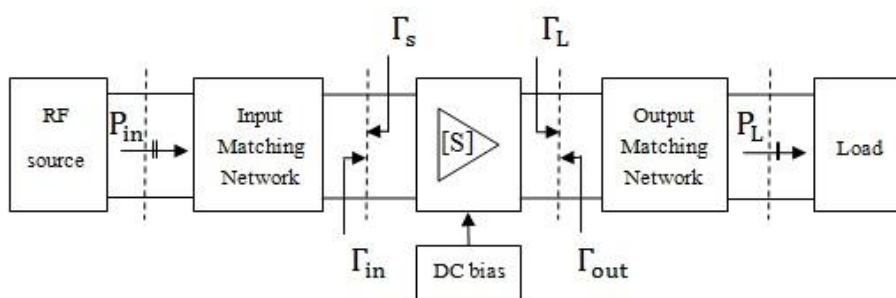 Γs
ΓL
RF
source
Pin
Input
Matching
Network
[S]
Output
Matching
Network
PL
Load
Γin
DC bias
Γout